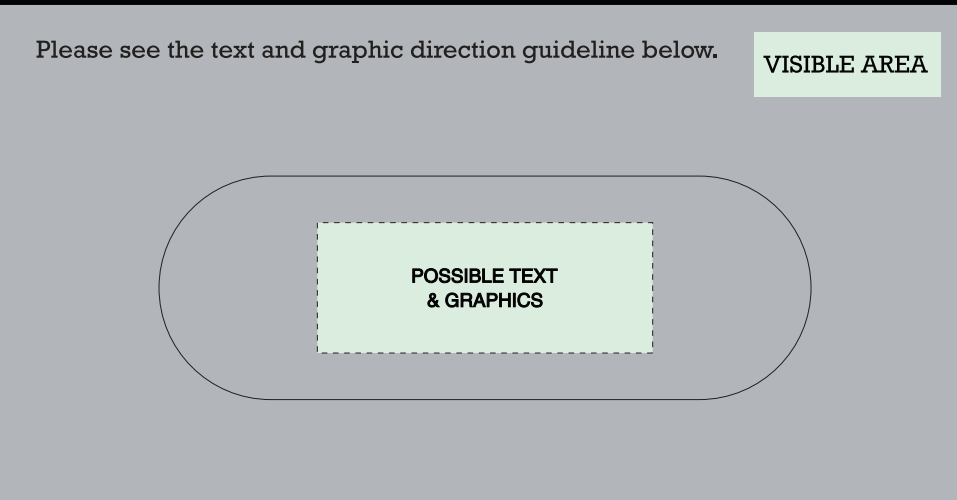 Please see the text and graphic direction guideline below.
VISIBLE AREA
POSSIBLE TEXT
& GRAPHICS